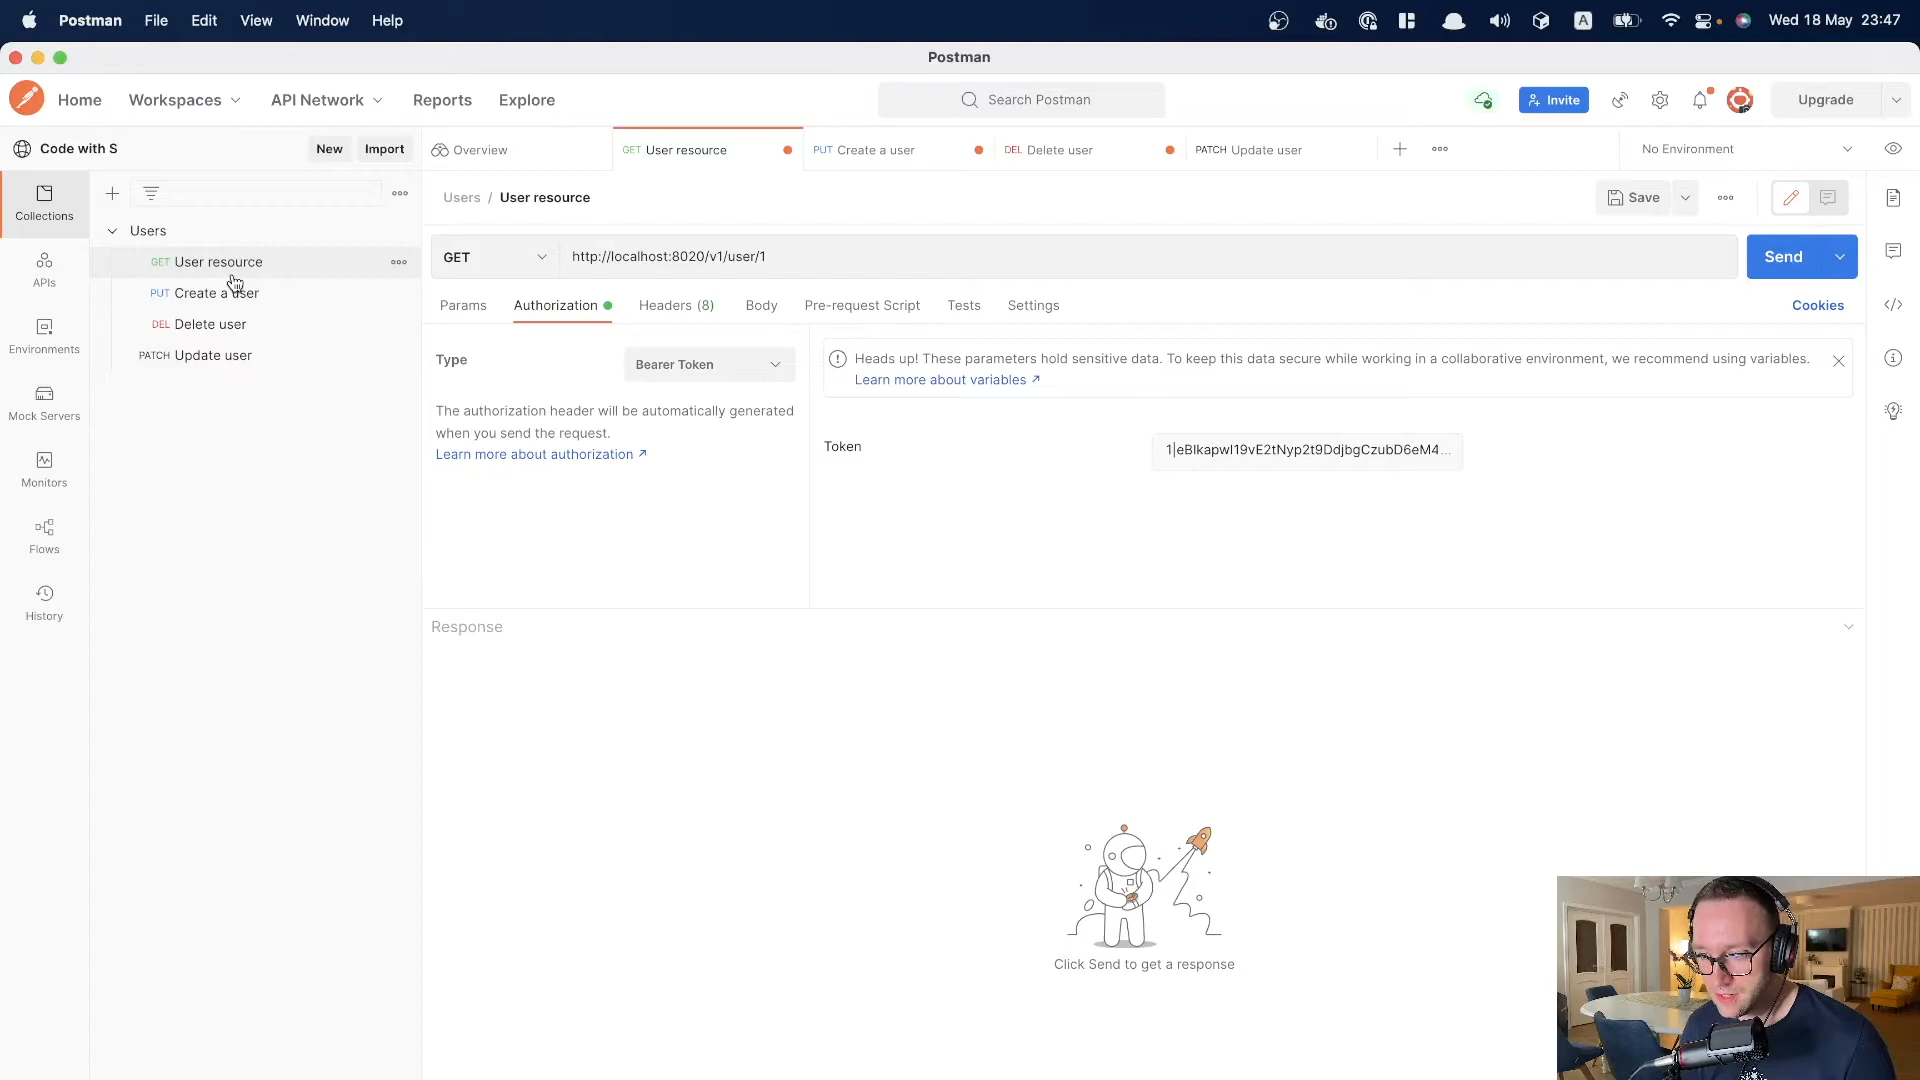 Postman File Edit View Window Help
A
Wed 18 May 23:47
Postman
Home Workspaces API Network Reports Explore
Search Postman
Invite
Upgrade
Code with S
New Import
Overview
GET User resource
PUT Create a user
DEL Delete user
PATCH Update user
No Environment
Collections
APIs
Environments
Mock Servers
Monitors
Flows
History
Users
GET User resource
PUT Create a user
DEL Delete user
PATCH Update user
Users / User resource
Save
GET http://localhost:8020/v1/user/1
Send
Params Authorization Headers (8) Body Pre-request Script Tests Settings
Cookies
Type
Bearer Token
The authorization header will be automatically generated
when you send the request.
Learn more about authorization ↗
Heads up! These parameters hold sensitive data. To keep this data secure while working in a collaborative environment, we recommend using variables.
Learn more about variables ↗
Token
1|eBIkapwI19vE2tNyp2t9DdjbgCzubD6eM4...
Response
Click Send to get a response